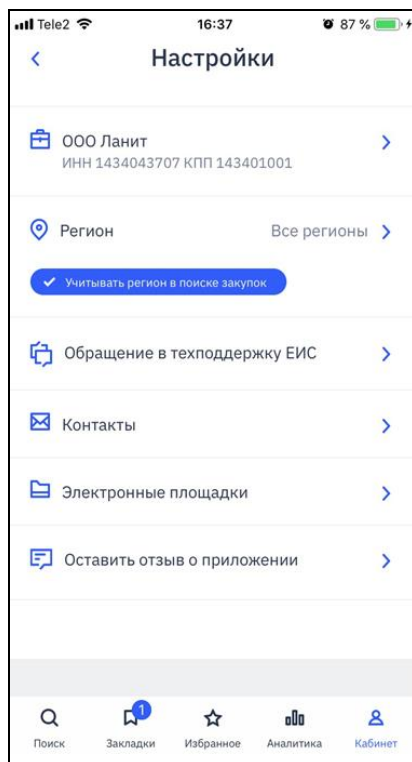 Tele2 16:37 87 %
Настройки
ООО Ланит
ИНН 1434043707 КПП 143401001
Регион Все регионы
Учитывать регион в поиске закупок
Обращение в техподдержку ЕИС
Контакты
Электронные площадки
Оставить отзыв о приложении
1
Поиск Закладки Избранное Аналитика Кабинет